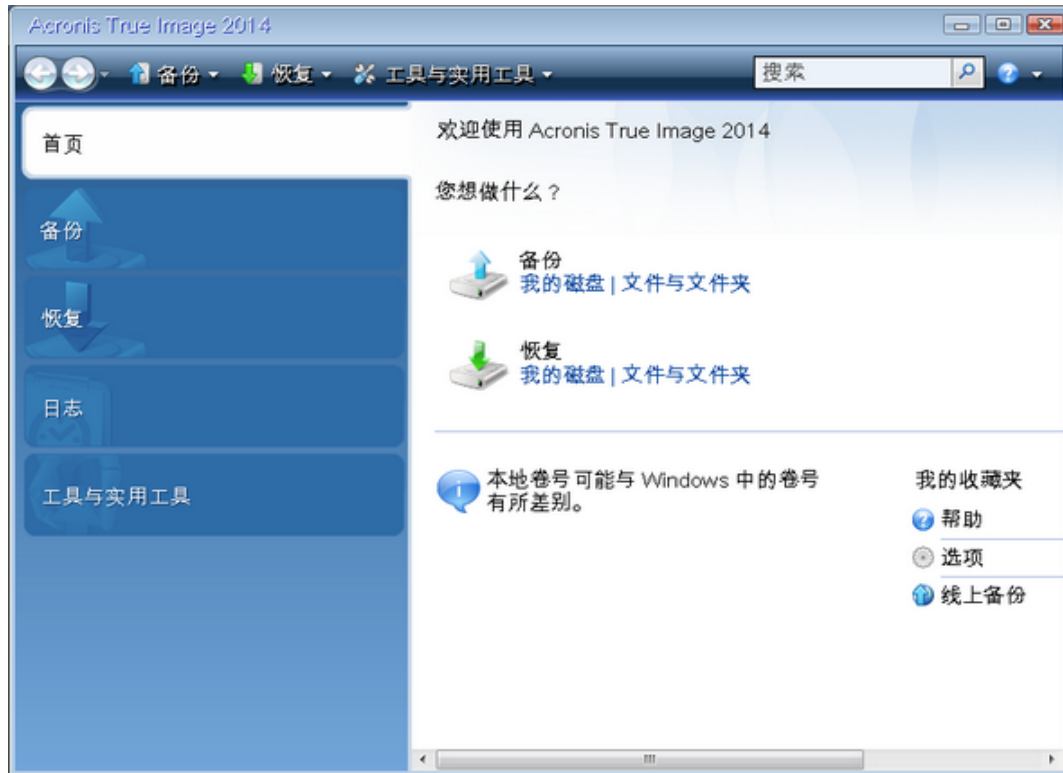 Acronis True Image 2014
备份 恢复 工具与实用工具 搜索
首页
备份
恢复
日志
工具与实用工具
欢迎使用 Acronis True Image 2014
您想做什么？
备份
我的磁盘 | 文件与文件夹
恢复
我的磁盘 | 文件与文件夹
本地卷号可能与 Windows 中的卷号
有所差别。
我的收藏夹
帮助
选项
线上备份